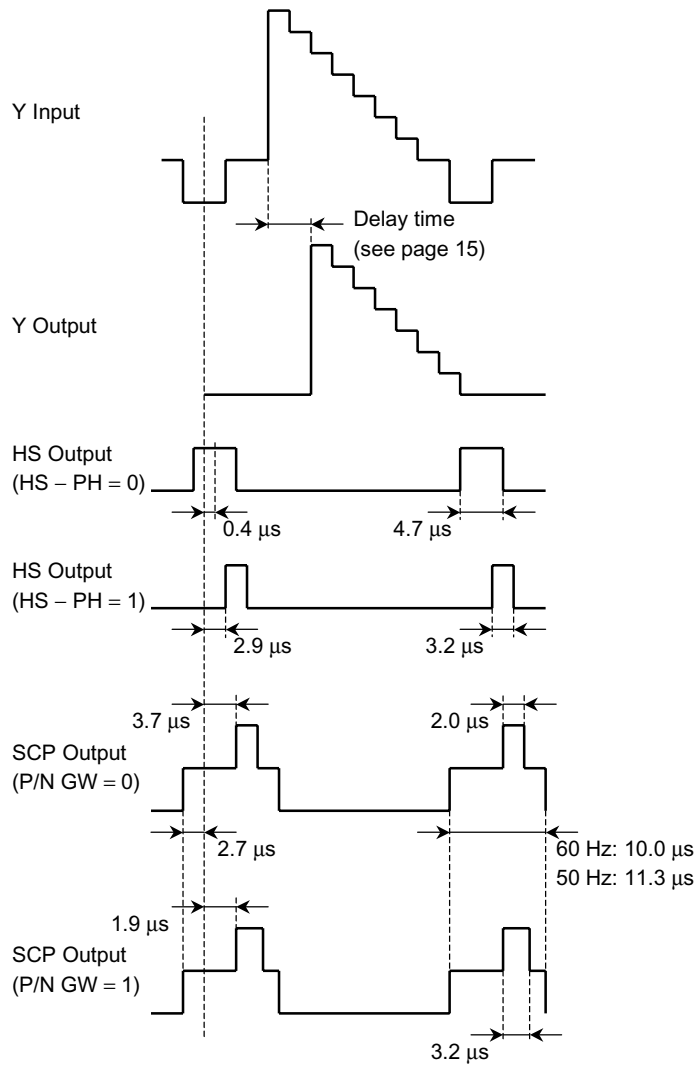 Y Input
Delay time
(see page 15)
Y Output
HS Output
(HS − PH = 0)
0.4 μs
4.7 μs
HS Output
(HS − PH = 1)
2.9 μs
3.2 μs
3.7 μs
2.0 μs
SCP Output
(P/N GW = 0)
2.7 μs
60 Hz: 10.0 μs
50 Hz: 11.3 μs
1.9 μs
SCP Output
(P/N GW = 1)
3.2 μs